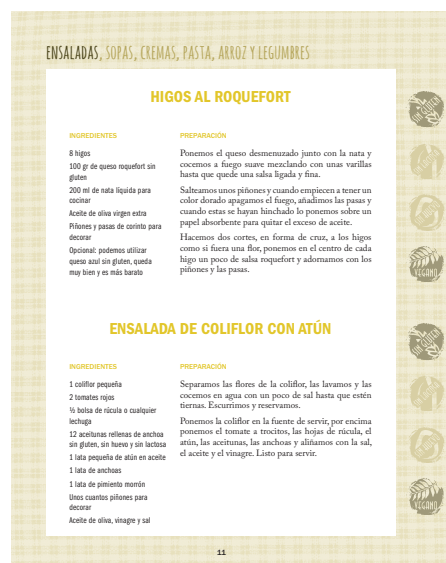 ENSALADAS, SOPAS, CREMAS, PASTA, ARROZ Y LEGUMBRES
HIGOS AL ROQUEFORT
INGREDIENTES
8 higos
100 gr de queso roquefort sin
gluten
200 ml de nata líquida para
cocinar
Aceite de oliva virgen extra
Piñones y pasas de corinto para
decorar
Opcional: podemos utilizar
queso azul sin gluten, queda
muy bien y es más barato
PREPARACIÓN
Ponemos el queso desmenuzado junto con la nata y
cocemos a fuego suave mezclando con unas varillas
hasta que quede una salsa ligada y fina.
Salteamos unos piñones y cuando empiecen a tener un
color dorado apagamos el fuego, añadimos las pasas y
cuando estas se hayan hinchado lo ponemos sobre un
papel absorbente para quitar el exceso de aceite.
Hacemos dos cortes, en forma de cruz, a los higos
como si fuera una flor, ponemos en el centro de cada
higo un poco de salsa roquefort y adornamos con los
piñones y las pasas.
SIN GLUTEN
VEGANO
ENSALADA DE COLIFLOR CON ATÚN
INGREDIENTES
1 coliflor pequeña
2 tomates rojos
½ bolsa de rúcula o cualquier
lechuga
12 aceitunas rellenas de anchoa
sin gluten, sin huevo y sin lactosa
1 lata pequeña de atún en aceite
1 lata de anchoas
1 lata de pimiento morrón
Unos cuantos piñones para
decorar
Aceite de oliva, vinagre y sal
PREPARACIÓN
Separamos las flores de la coliflor, las lavamos y las
cocemos en agua con un poco de sal hasta que estén
tiernas. Escurrimos y reservamos.
Ponemos la coliflor en la fuente de servir, por encima
ponemos el tomate a trocitos, las hojas de rúcula, el
atún, las aceitunas, las anchoas y aliñamos con la sal,
el aceite y el vinagre. Listo para servir.
SIN GLUTEN
VEGANO
11